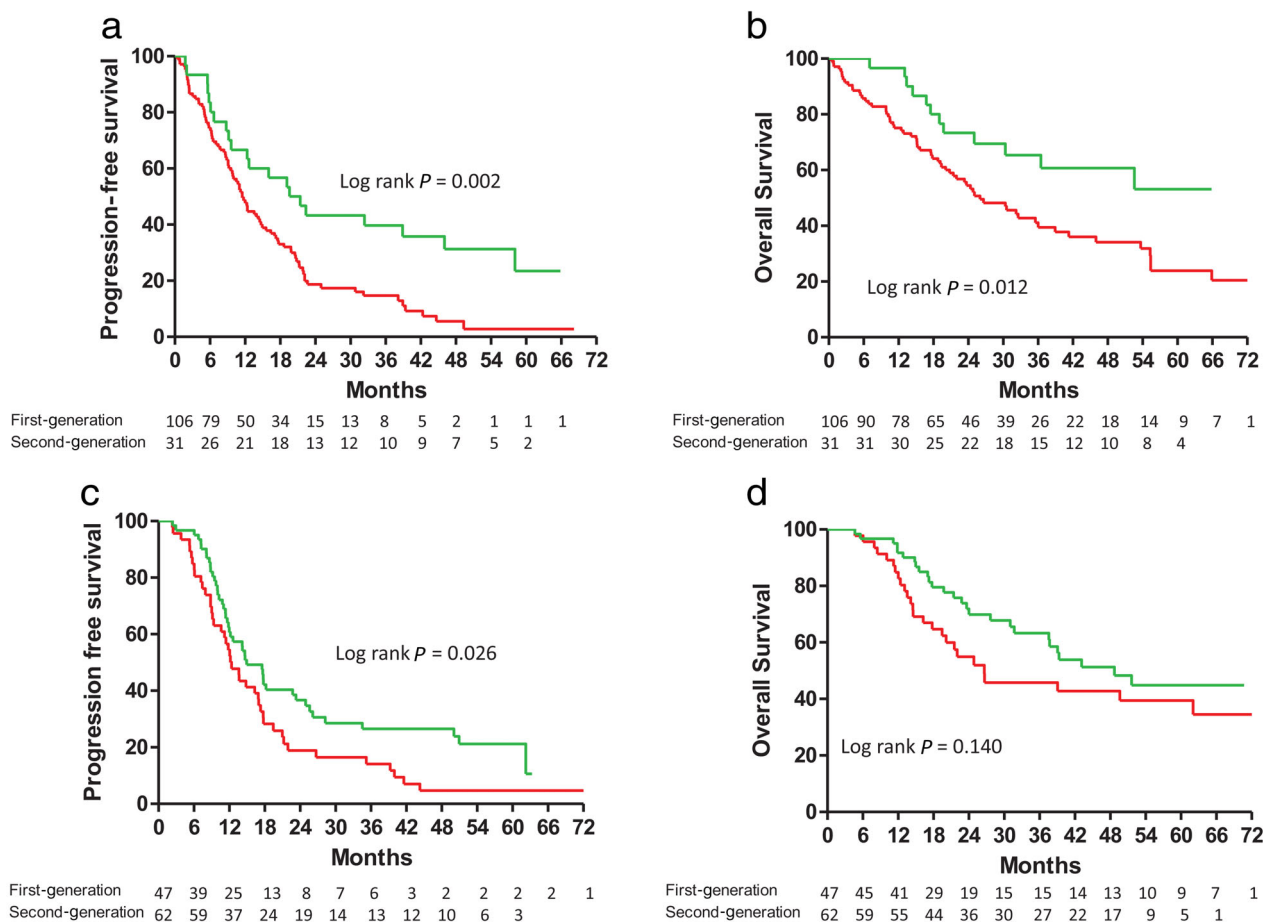 a
Progression-free survival
100
80
60
40
20
0
Log rank P = 0.002
0 6 12 18 24 30 36 42 48 54 60 66 72
Months
First-generation 106 79 50 34 15 13 8 5 2 1 1 1
Second-generation 31 26 21 18 13 12 10 9 7 5 2
b
Overall Survival
100
80
60
40
20
0
Log rank P = 0.012
0 6 12 18 24 30 36 42 48 54 60 66 72
Months
First-generation 106 90 78 65 46 39 26 22 18 14 9 7 1
Second-generation 31 31 30 25 22 18 15 12 10 8 4
c
Progression free survival
100
80
60
40
20
0
Log rank P = 0.026
0 6 12 18 24 30 36 42 48 54 60 66 72
Months
First-generation 47 39 25 13 8 7 6 3 2 2 2 2 1
Second-generation 62 59 37 24 19 14 13 12 10 6 3
d
Overall Survival
100
80
60
40
20
0
Log rank P = 0.140
0 6 12 18 24 30 36 42 48 54 60 66 72
Months
First-generation 47 45 41 29 19 15 15 14 13 10 9 7 1
Second-generation 62 59 55 44 36 30 27 22 17 9 5 1